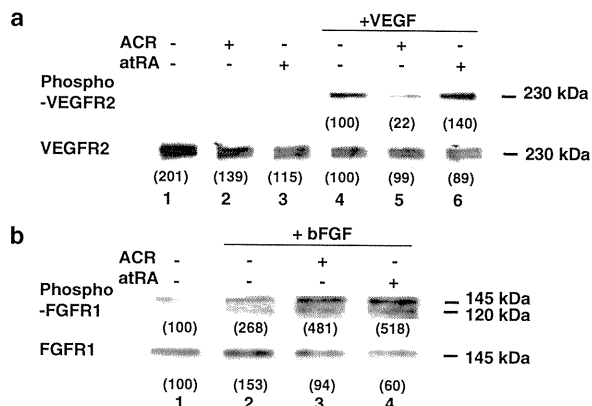 a
+VEGF
ACR - + - - + -
atRA - - + - - +
Phospho
-VEGFR2
— 230 kDa
(100) (22) (140)
VEGFR2 — 230 kDa
(201) (139) (115) (100) (99) (89)
1 2 3 4 5 6
b
+ bFGF
ACR - - + -
atRA - - - +
Phospho
-FGFR1
— 145 kDa
— 120 kDa
(100) (268) (481) (518)
FGFR1 — 145 kDa
(100) (153) (94) (60)
1 2 3 4